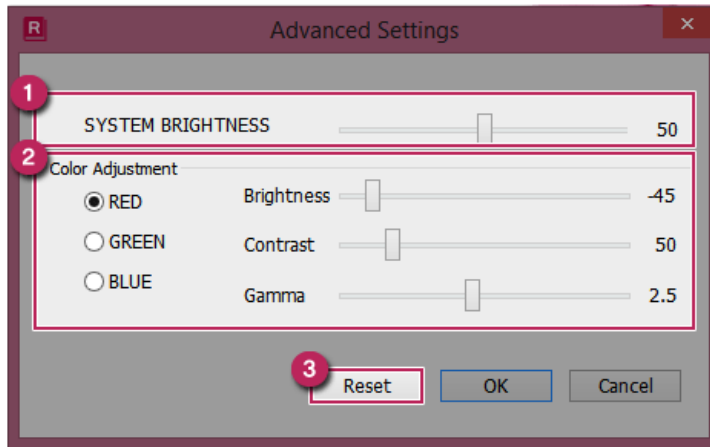 R Advanced Settings ×
1
SYSTEM BRIGHTNESS 50
2
Color Adjustment
RED Brightness -45
GREEN Contrast 50
BLUE Gamma 2.5
3
Reset OK Cancel